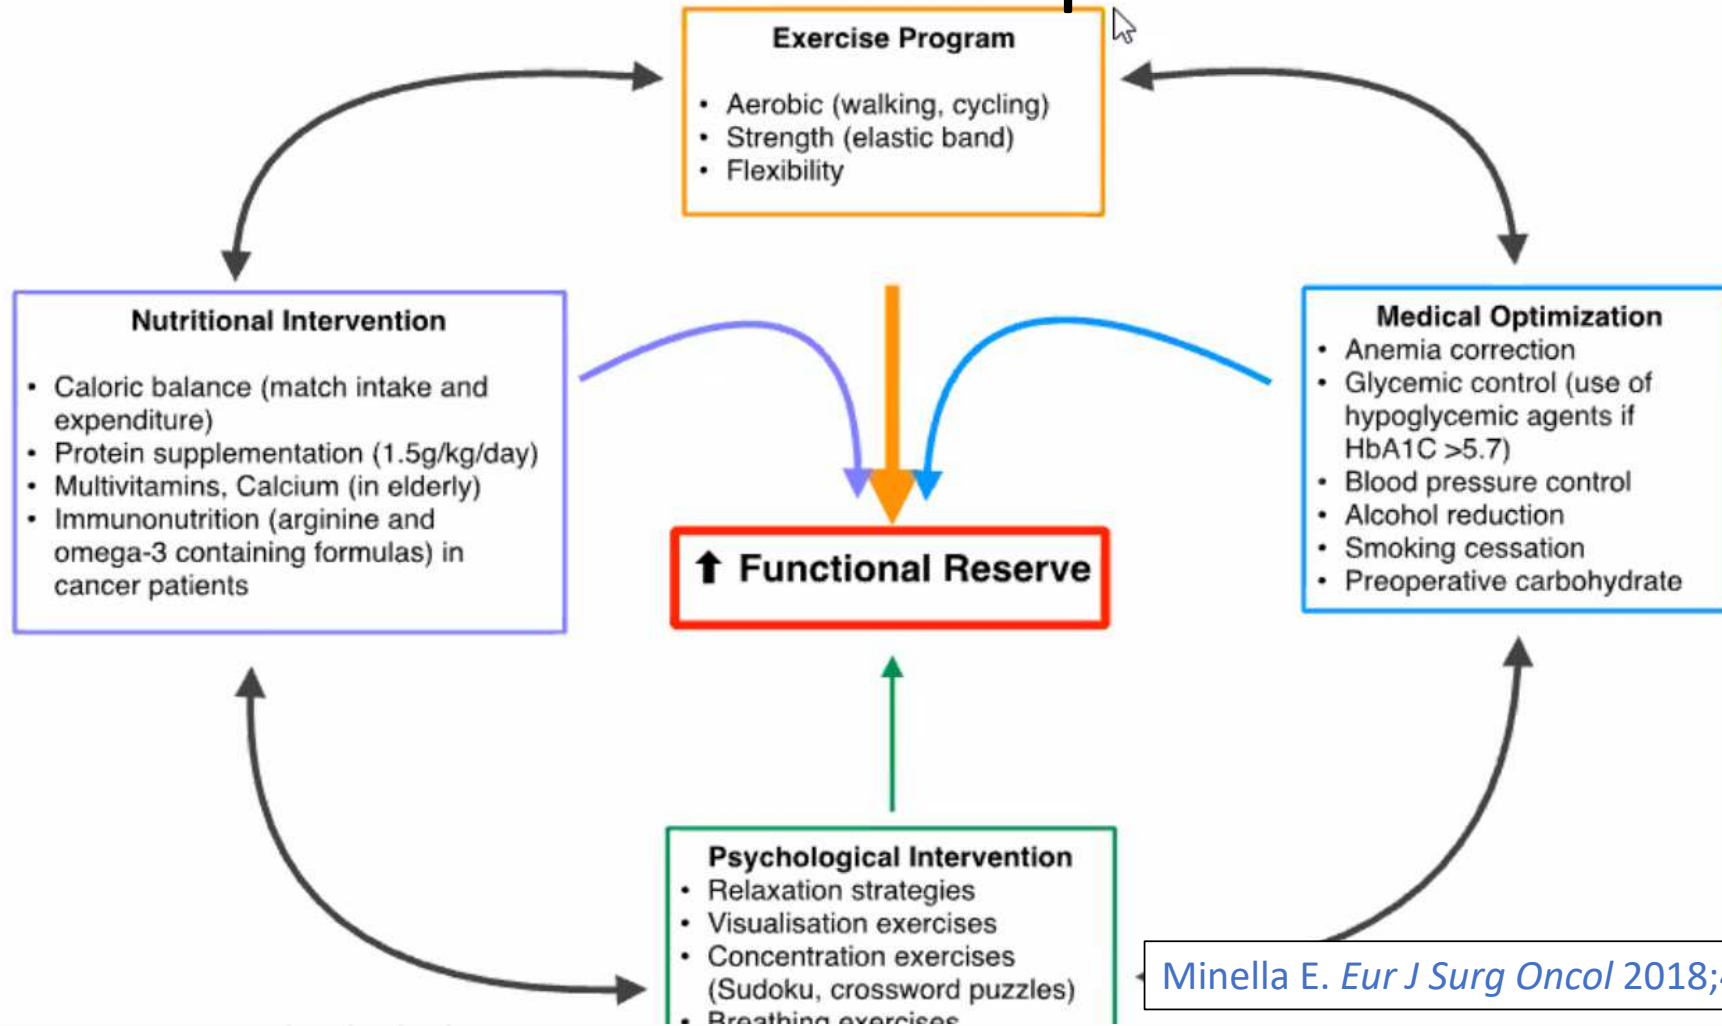 Exercise Program
• Aerobic (walking, cycling)
• Strength (elastic band)
• Flexibility
Nutritional Intervention
• Caloric balance (match intake and
expenditure)
• Protein supplementation (1.5g/kg/day)
• Multivitamins, Calcium (in elderly)
• Immunonutrition (arginine and
omega-3 containing formulas) in
cancer patients
Medical Optimization
• Anemia correction
• Glycemic control (use of
hypoglycemic agents if
HbA1C >5.7)
• Blood pressure control
• Alcohol reduction
• Smoking cessation
• Preoperative carbohydrate
⬆ Functional Reserve
Psychological Intervention
• Relaxation strategies
• Visualisation exercises
• Concentration exercises
(Sudoku, crossword puzzles)
• Breathing exercises
Minella E. Eur J Surg Oncol 2018;